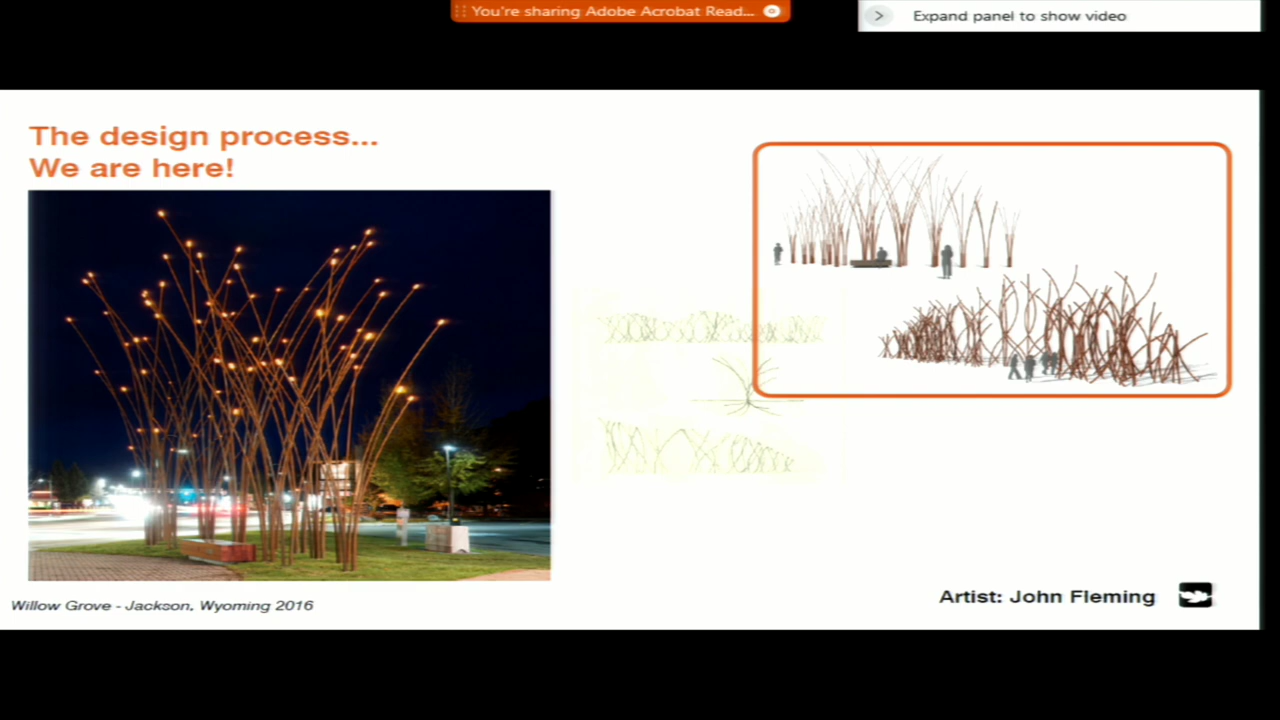 You're sharing Adobe Acrobat Read...
Expand panel to show video
The design process...
We are here!
Willow Grove - Jackson, Wyoming 2016
Artist: John Fleming